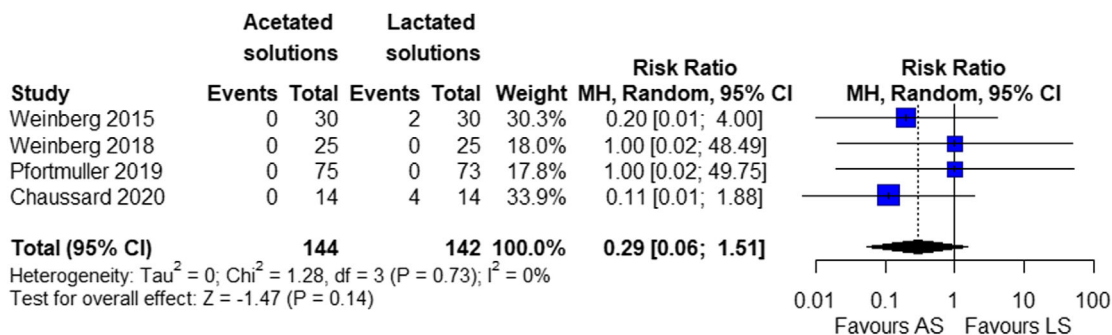 Acetated Lactated
solutions solutions
Risk Ratio Risk Ratio
Study Events Total Events Total Weight MH, Random, 95% CI MH, Random, 95% CI
Weinberg 2015 0 30 2 30 30.3% 0.20 [0.01; 4.00]
Weinberg 2018 0 25 0 25 18.0% 1.00 [0.02; 48.49]
Pfortmuller 2019 0 75 0 73 17.8% 1.00 [0.02; 49.75]
Chaussard 2020 0 14 4 14 33.9% 0.11 [0.01; 1.88]
Total (95% CI) 144 142 100.0% 0.29 [0.06; 1.51]
Heterogeneity: Tau² = 0; Chi² = 1.28, df = 3 (P = 0.73); I² = 0%
Test for overall effect: Z = -1.47 (P = 0.14)
0.01 0.1 1 10 100
Favours AS Favours LS